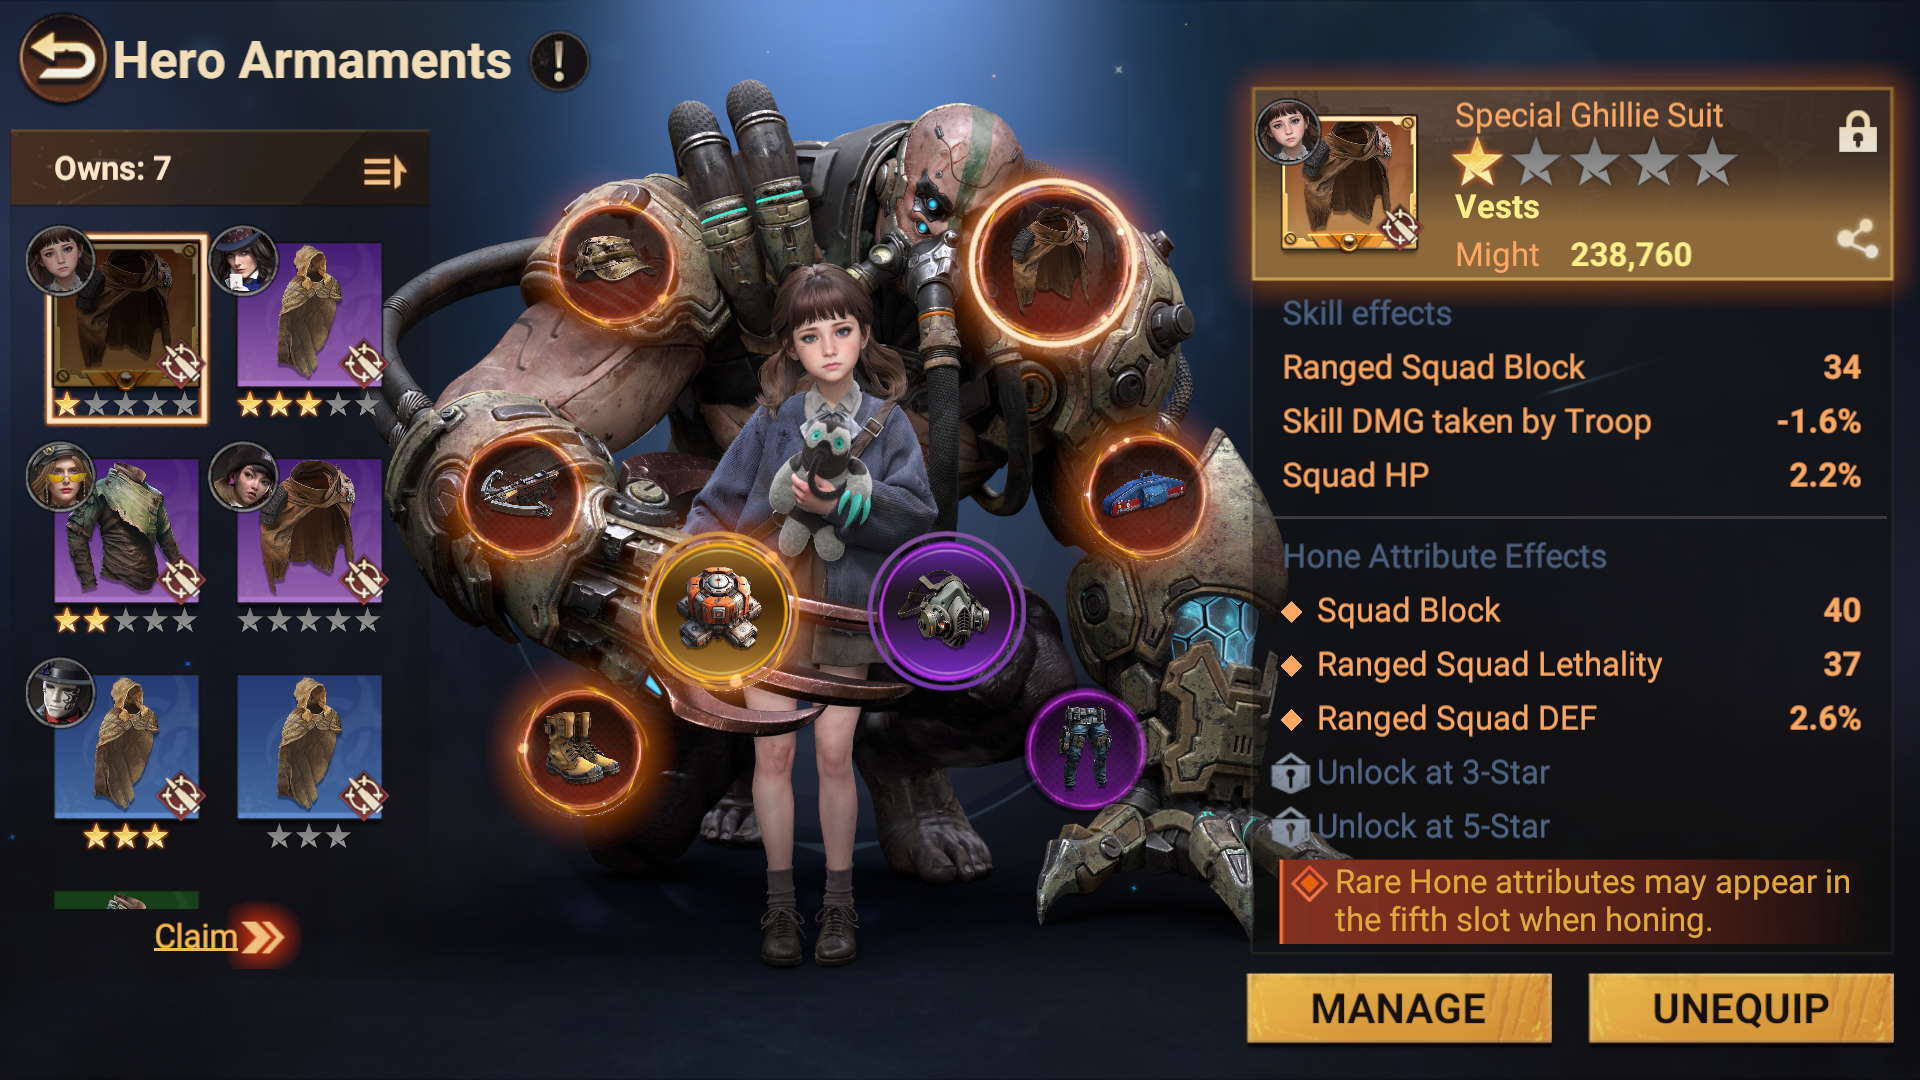 Hero Armaments
Owns: 7
Claim
Special Ghillie Suit
Vests
Might 238,760
Skill effects
Ranged Squad Block 34
Skill DMG taken by Troop -1.6%
Squad HP 2.2%
Hone Attribute Effects
Squad Block 40
Ranged Squad Lethality 37
Ranged Squad DEF 2.6%
Unlock at 3-Star
Unlock at 5-Star
Rare Hone attributes may appear in
the fifth slot when honing.
MANAGE
UNEQUIP